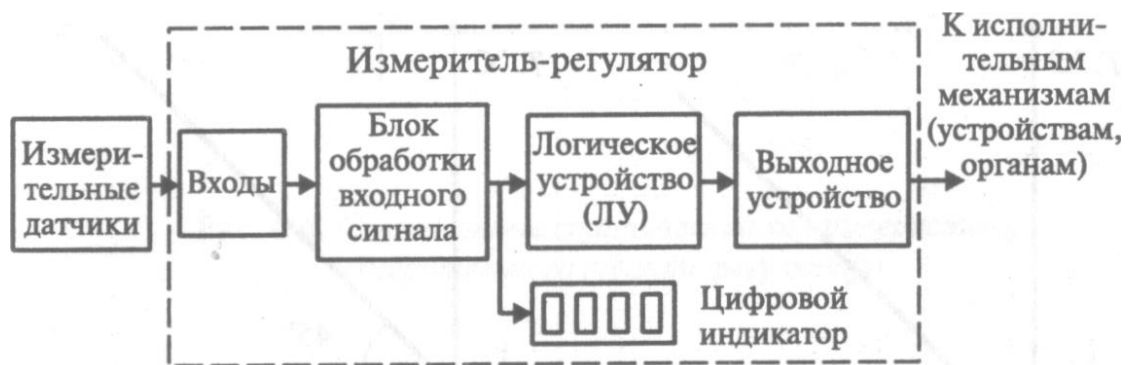 Измеритель-регулятор
Измери-
тельные
датчики
Входы
Блок
обработки
входного
сигнала
Логическое
устройство
(ЛУ)
Выходное
устройство
К исполни-
тельным
механизмам
(устройствам,
органам)
Цифровой
индикатор